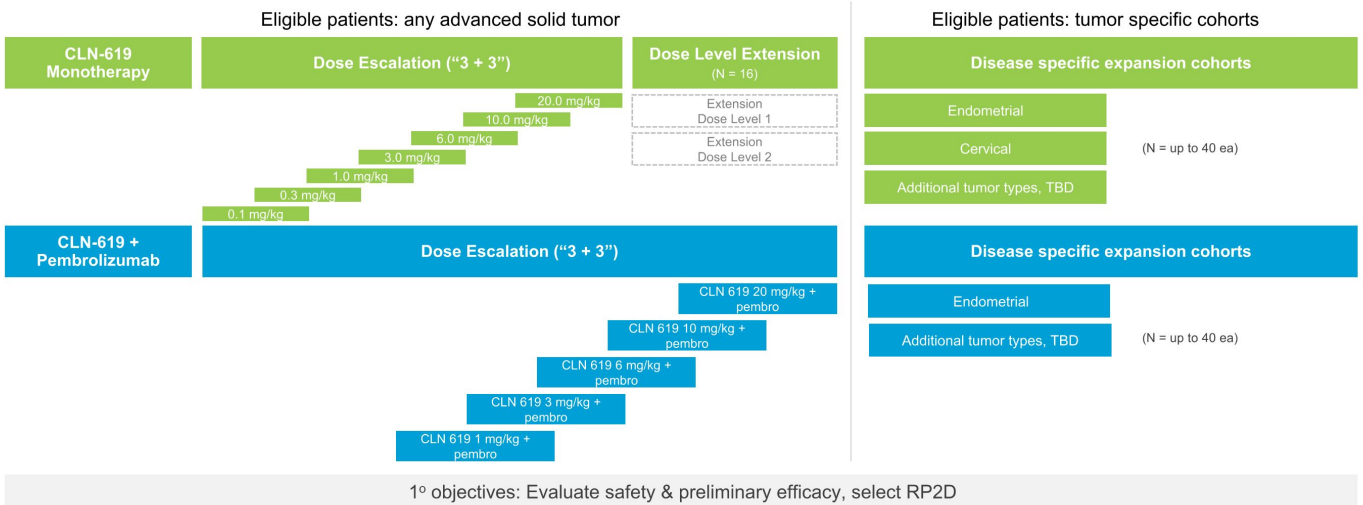 Eligible patients: any advanced solid tumor
Eligible patients: tumor specific cohorts
CLN-619
Monotherapy
Dose Escalation (“3 + 3”)
Dose Level Extension
(N = 16)
Disease specific expansion cohorts
20.0 mg/kg
10.0 mg/kg
6.0 mg/kg
3.0 mg/kg
1.0 mg/kg
0.3 mg/kg
0.1 mg/kg
Extension
Dose Level 1
Extension
Dose Level 2
Endometrial
Cervical
Additional tumor types, TBD
(N = up to 40 ea)
CLN-619 +
Pembrolizumab
Dose Escalation (“3 + 3”)
Disease specific expansion cohorts
CLN 619 20 mg/kg +
pembro
CLN 619 10 mg/kg +
pembro
CLN 619 6 mg/kg +
pembro
CLN 619 3 mg/kg +
pembro
CLN 619 1 mg/kg +
pembro
Endometrial
Additional tumor types, TBD
(N = up to 40 ea)
1º objectives: Evaluate safety & preliminary efficacy, select RP2D